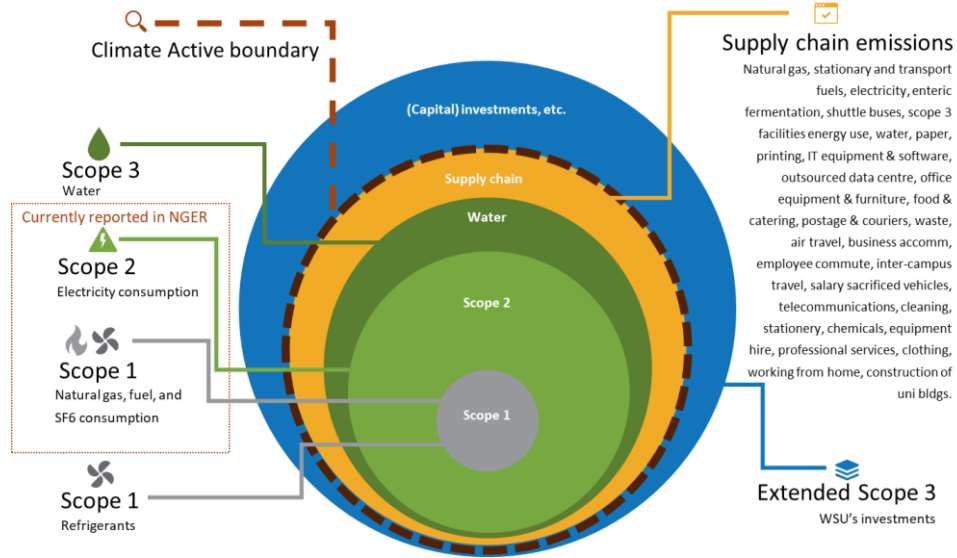 Climate Active boundary
Scope 3
Water
Currently reported in NGER
Scope 2
Electricity consumption
Scope 1
Natural gas, fuel, and
SF6 consumption
Scope 1
Refrigerants
(Capital) investments, etc.
Supply chain
Water
Scope 2
Scope 1
Supply chain emissions
Natural gas, stationary and transport
fuels, electricity, enteric
fermentation, shuttle buses, scope 3
facilities energy use, water, paper,
printing, IT equipment & software,
outsourced data centre, office
equipment & furniture, food &
catering, postage & couriers, waste,
air travel, business accomm,
employee commute, inter-campus
travel, salary sacrificed vehicles,
telecommunications, cleaning,
stationery, chemicals, equipment
hire, professional services, clothing,
working from home, construction of
uni bldgs.
Extended Scope 3
WSU's investments